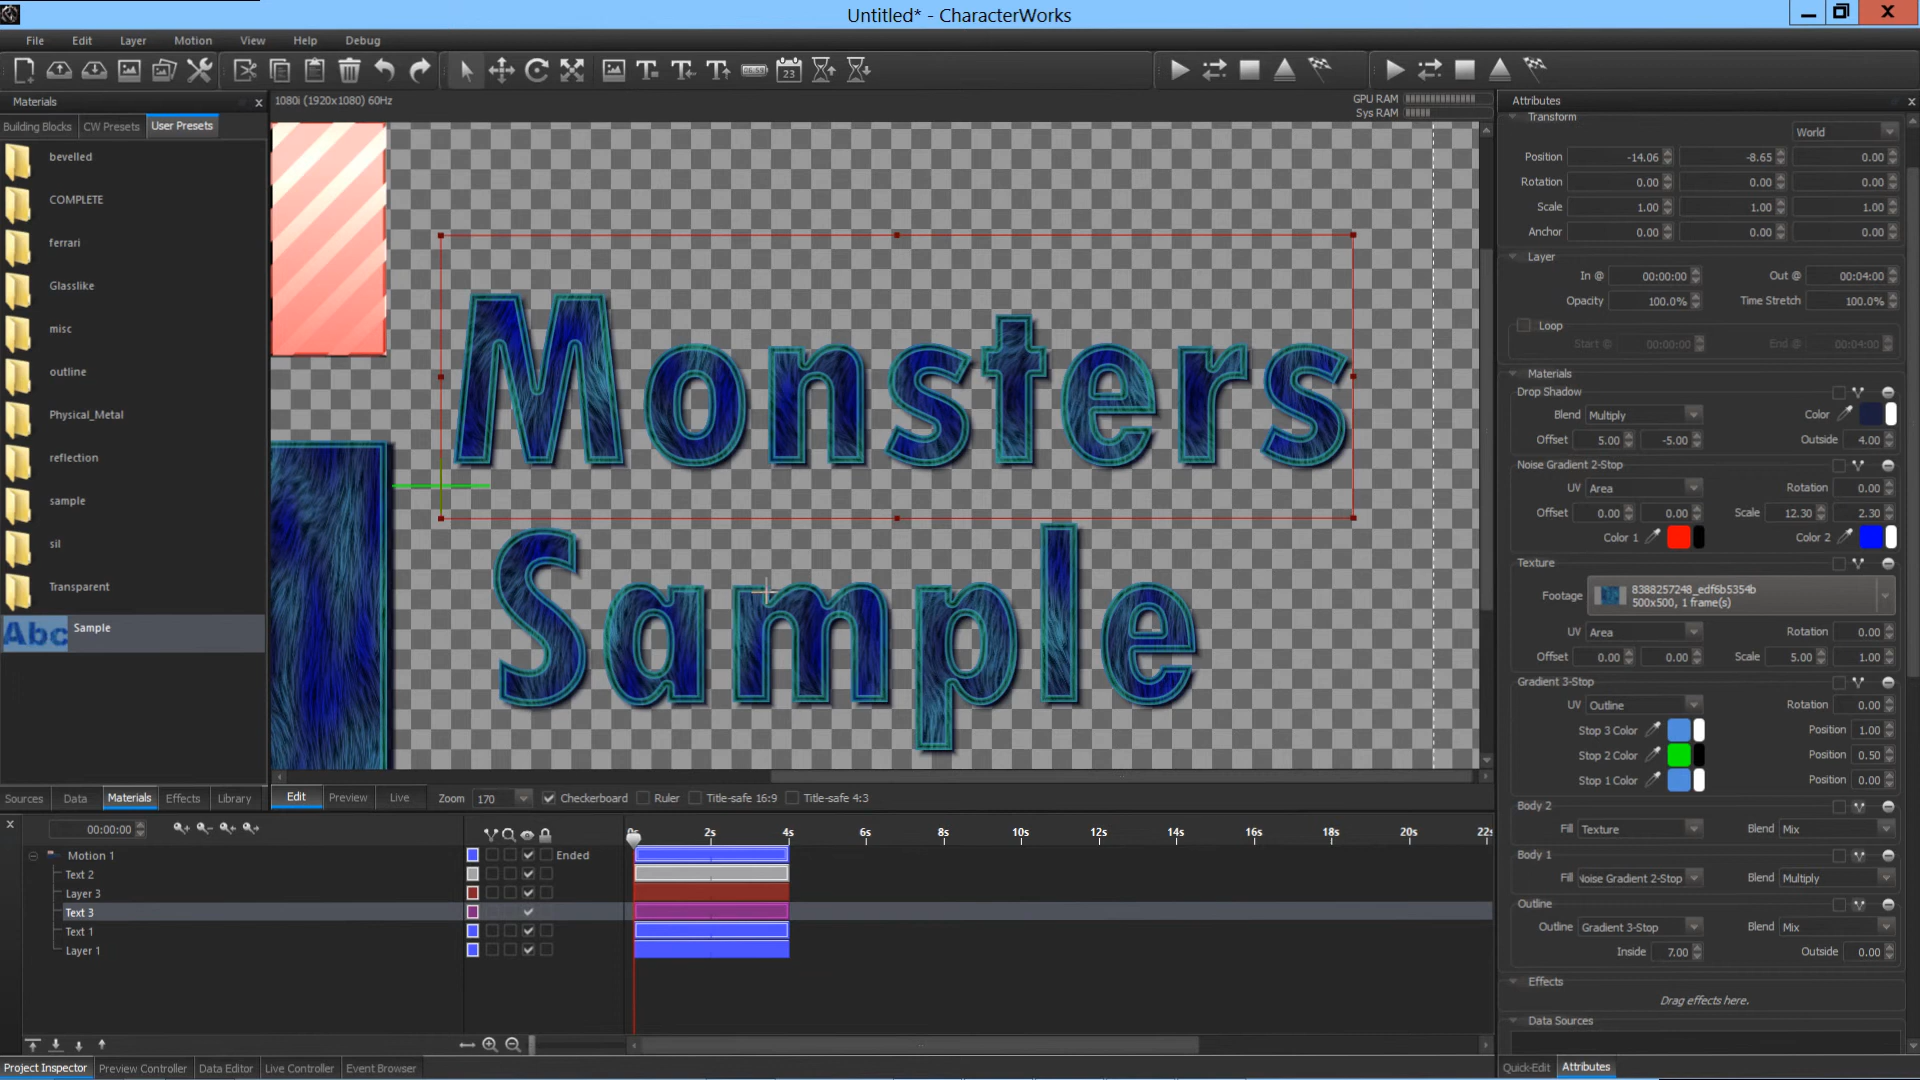 Untitled* - CharacterWorks
File Edit Layer Motion View Help Debug
Materials
Building Blocks CW Presets User Presets
bevelled
COMPLETE
ferrari
Glasslike
misc
outline
Physical_Metal
reflection
sample
sil
Transparent
Abc Sample
Sources Data Materials Effects Library
06:59
23
1080i (1920x1080) 60Hz
GPU RAM
Sys RAM
Monsters
Sample
Edit Preview Live Zoom 170 Checkerboard Ruler Title-safe 16:9 Title-safe 4:3
Attributes
Transform
World
Position -14.06 -8.65 0.00
Rotation 0.00 0.00 0.00
Scale 1.00 1.00 1.00
Anchor 0.00 0.00 0.00
Layer
In @ 00:00:00 Out @ 00:04:00
Opacity 100.0% Time Stretch 100.0%
Loop
Start @ 00:00:00 End @ 00:04:00
Materials
Drop Shadow
Blend Multiply Color
Offset 5.00 -5.00 Outside 4.00
Noise Gradient 2-Stop
UV Area Rotation 0.00
Offset 0.00 0.00 Scale 12.30 2.30
Color 1 Color 2
Texture
Footage 8388257248_edf6b5354b
500x500, 1 frame(s)
UV Area Rotation 0.00
Offset 0.00 0.00 Scale 5.00 1.00
Gradient 3-Stop
UV Outline Rotation 0.00
Stop 3 Color Position 1.00
Stop 2 Color Position 0.50
Stop 1 Color Position 0.00
Body 2
Fill Texture Blend Mix
Body 1
Fill Noise Gradient 2-Stop Blend Multiply
Outline
Outline Gradient 3-Stop Blend Mix
Inside 7.00 Outside 0.00
Effects
Drag effects here.
Data Sources
Quick-Edit Attributes
00:00:00
0s 2s 4s 6s 8s 10s 12s 14s 16s 18s 20s 22s
Motion 1 Ended
Text 2
Layer 3
Text 3
Text 1
Layer 1
Project Inspector Preview Controller Data Editor Live Controller Event Browser